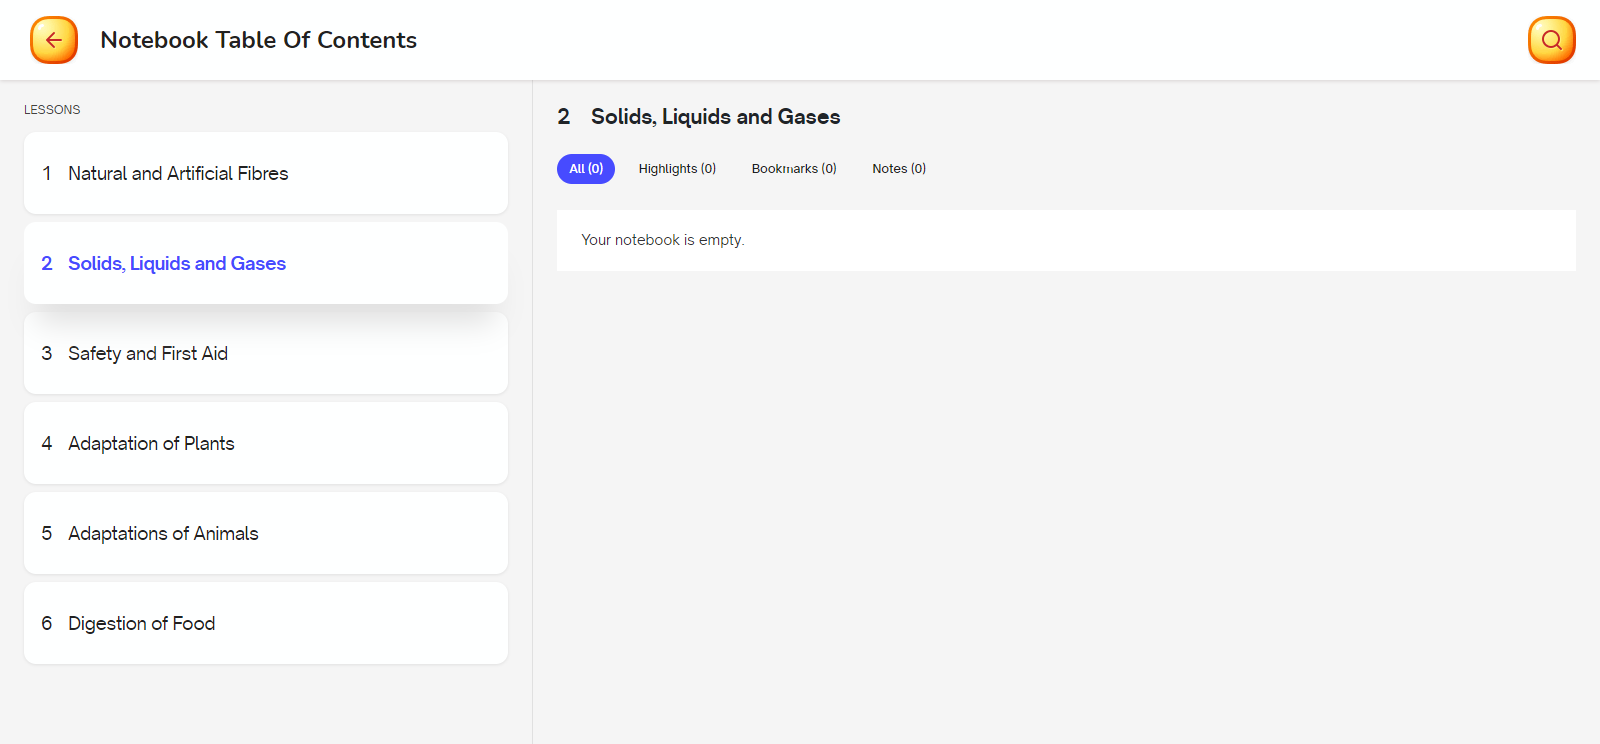 Notebook Table Of Contents
LESSONS
1 Natural and Artificial Fibres
2 Solids, Liquids and Gases
3 Safety and First Aid
4 Adaptation of Plants
5 Adaptations of Animals
6 Digestion of Food
2 Solids, Liquids and Gases
All (0) Highlights (0) Bookmarks (0) Notes (0)
Your notebook is empty.